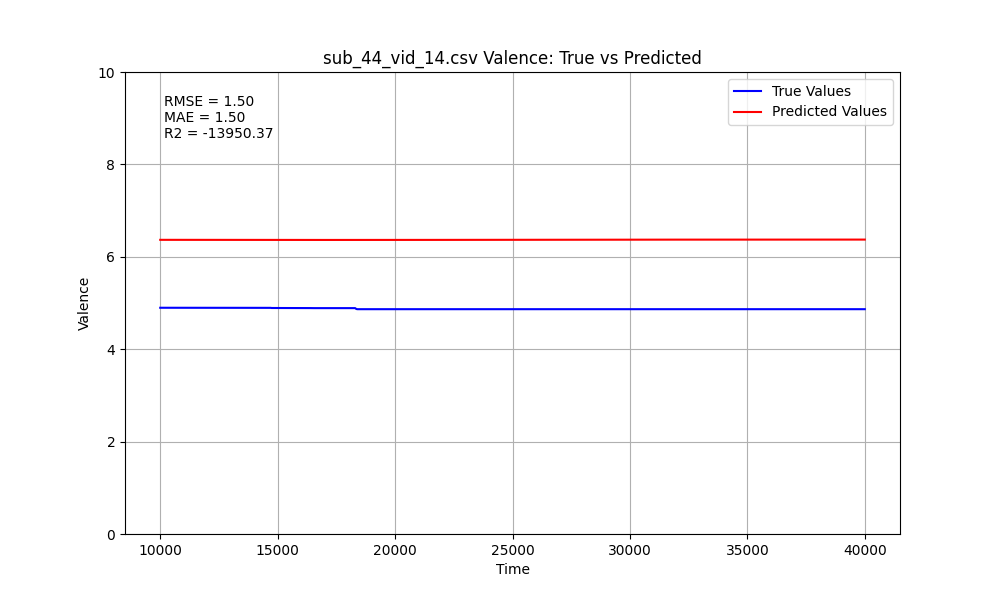 sub_44_vid_14.csv Valence: True vs Predicted
RMSE = 1.50
MAE = 1.50
R2 = -13950.37
True Values
Predicted Values
10
8
6
4
2
0
Valence
10000 15000 20000 25000 30000 35000 40000
Time